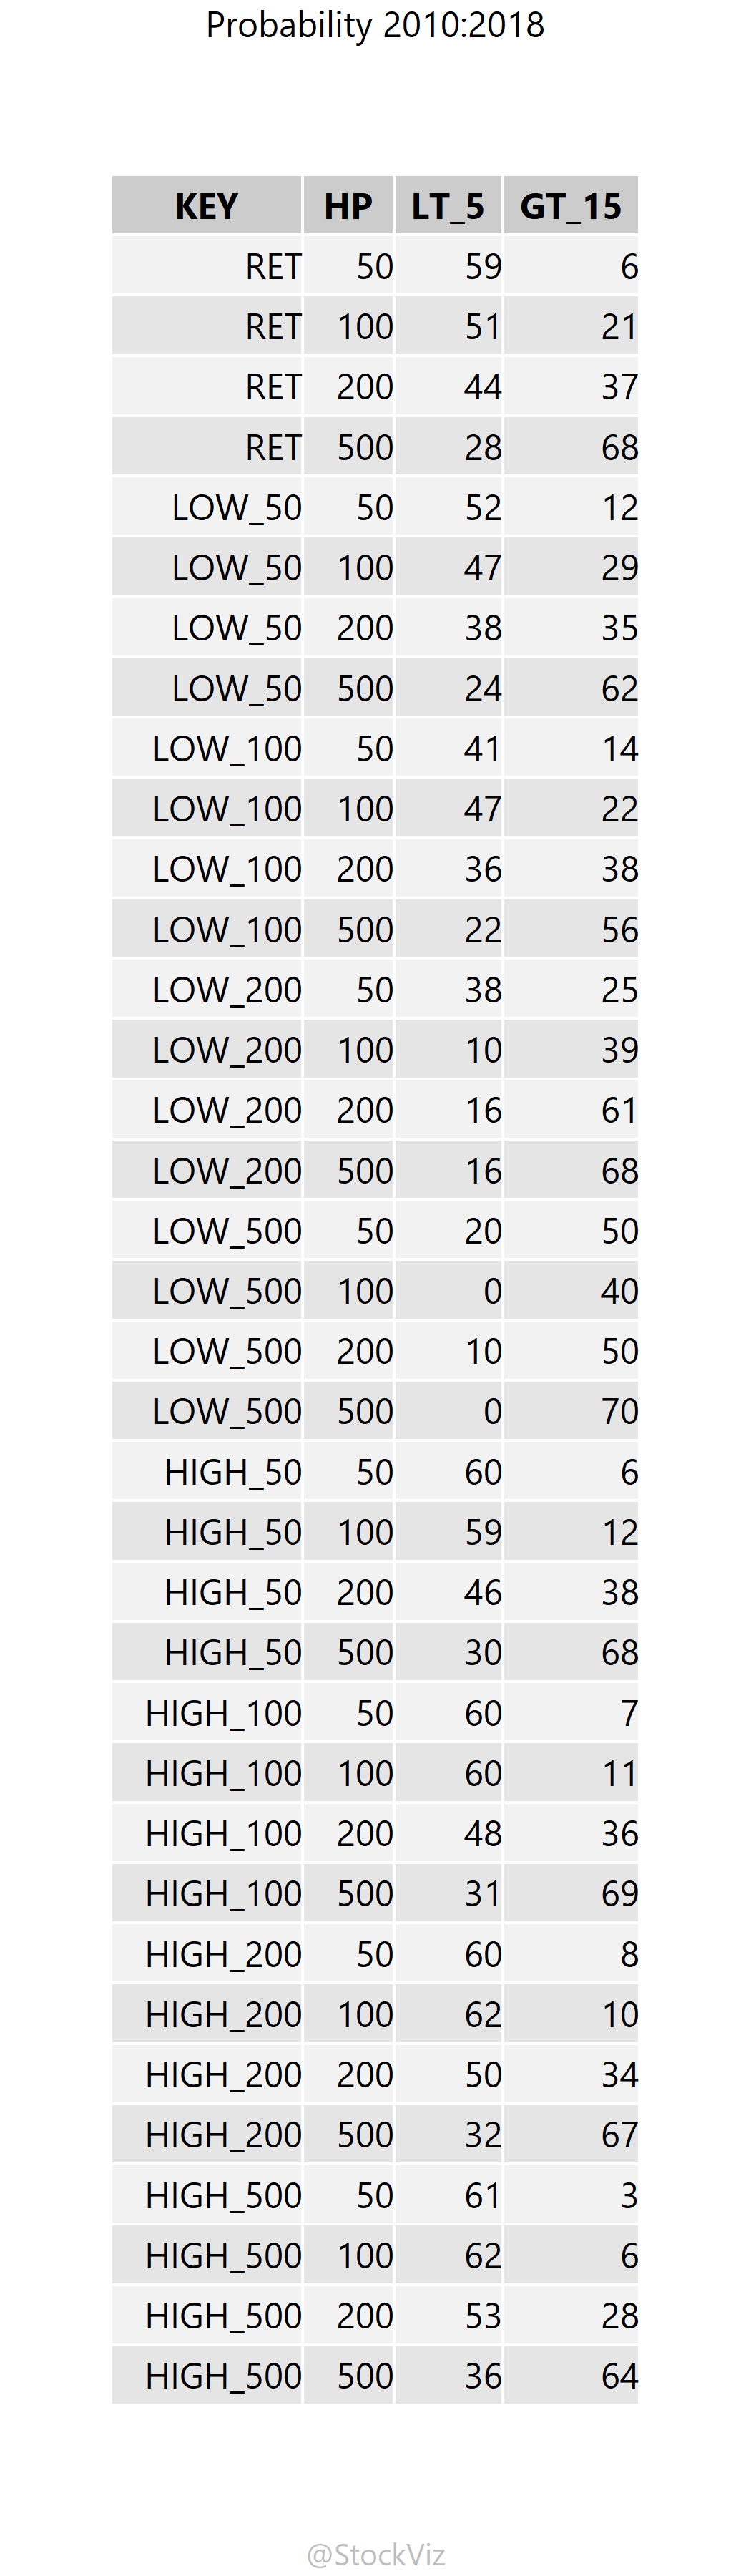 Probability 2010:2018
KEY HP LT_5 GT_15
RET 50 59 6
RET 100 51 21
RET 200 44 37
RET 500 28 68
LOW_50 50 52 12
LOW_50 100 47 29
LOW_50 200 38 35
LOW_50 500 24 62
LOW_100 50 41 14
LOW_100 100 47 22
LOW_100 200 36 38
LOW_100 500 22 56
LOW_200 50 38 25
LOW_200 100 10 39
LOW_200 200 16 61
LOW_200 500 16 68
LOW_500 50 20 50
LOW_500 100 0 40
LOW_500 200 10 50
LOW_500 500 0 70
HIGH_50 50 60 6
HIGH_50 100 59 12
HIGH_50 200 46 38
HIGH_50 500 30 68
HIGH_100 50 60 7
HIGH_100 100 60 11
HIGH_100 200 48 36
HIGH_100 500 31 69
HIGH_200 50 60 8
HIGH_200 100 62 10
HIGH_200 200 50 34
HIGH_200 500 32 67
HIGH_500 50 61 3
HIGH_500 100 62 6
HIGH_500 200 53 28
HIGH_500 500 36 64
@StockViz